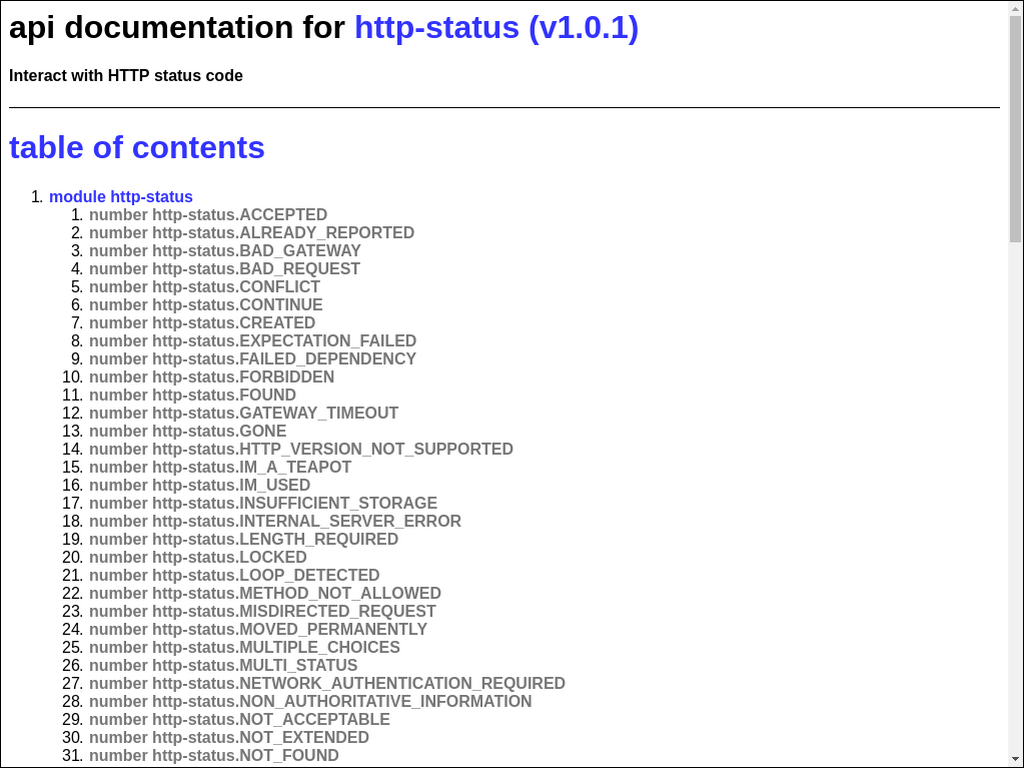 api documentation for http-status (v1.0.1)
Interact with HTTP status code
table of contents
1. module http-status
1. number http-status.ACCEPTED
2. number http-status.ALREADY_REPORTED
3. number http-status.BAD_GATEWAY
4. number http-status.BAD_REQUEST
5. number http-status.CONFLICT
6. number http-status.CONTINUE
7. number http-status.CREATED
8. number http-status.EXPECTATION_FAILED
9. number http-status.FAILED_DEPENDENCY
10. number http-status.FORBIDDEN
11. number http-status.FOUND
12. number http-status.GATEWAY_TIMEOUT
13. number http-status.GONE
14. number http-status.HTTP_VERSION_NOT_SUPPORTED
15. number http-status.IM_A_TEAPOT
16. number http-status.IM_USED
17. number http-status.INSUFFICIENT_STORAGE
18. number http-status.INTERNAL_SERVER_ERROR
19. number http-status.LENGTH_REQUIRED
20. number http-status.LOCKED
21. number http-status.LOOP_DETECTED
22. number http-status.METHOD_NOT_ALLOWED
23. number http-status.MISDIRECTED_REQUEST
24. number http-status.MOVED_PERMANENTLY
25. number http-status.MULTIPLE_CHOICES
26. number http-status.MULTI_STATUS
27. number http-status.NETWORK_AUTHENTICATION_REQUIRED
28. number http-status.NON_AUTHORITATIVE_INFORMATION
29. number http-status.NOT_ACCEPTABLE
30. number http-status.NOT_EXTENDED
31. number http-status.NOT_FOUND